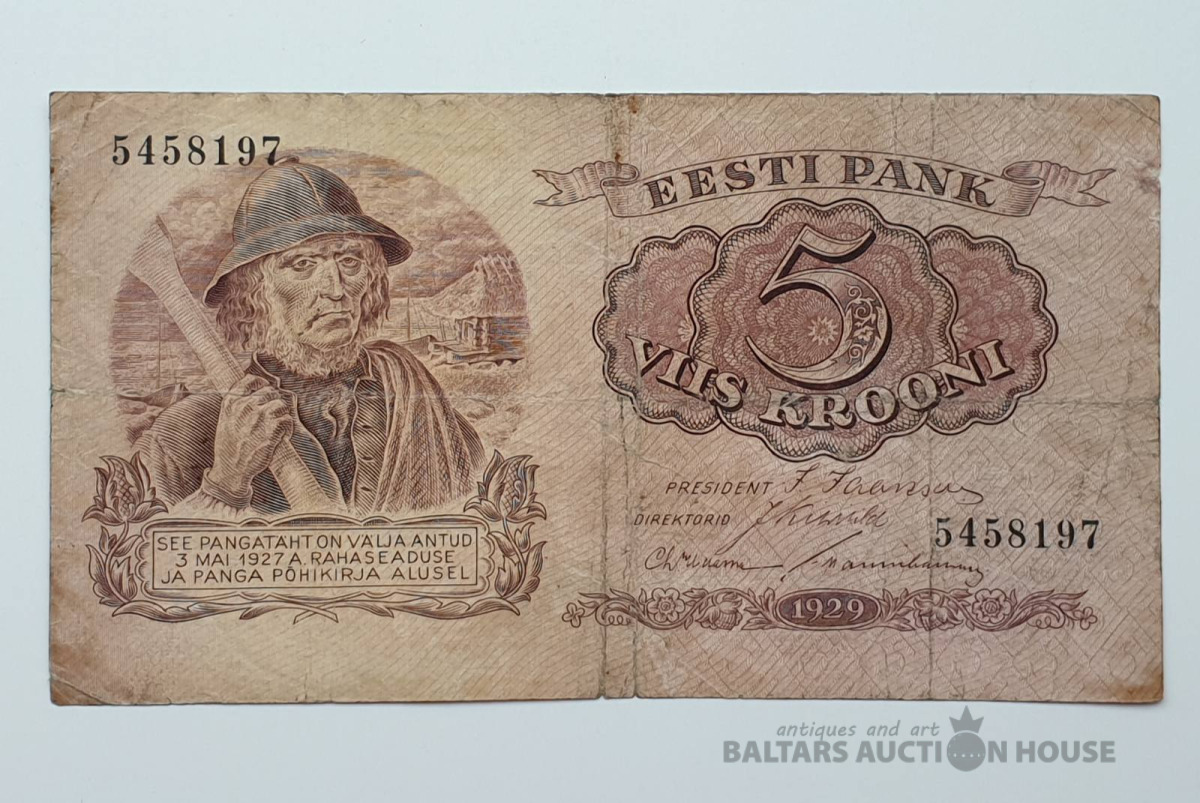 5458197
EESTI PANK
5
VIIS KROONI
SEE PANGATÄHT ON VÄLJA ANTUD
3 MAI 1927 A. RAHASEADUSE
JA PANGA PÕHIKIRJA ALUSEL
PRESIDENT
DIREKTORID
5458197
1929
antiques and art
BALTARS AUCTION HOUSE